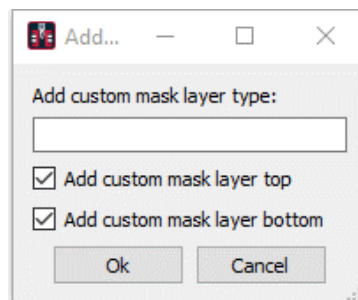 Add...
Add custom mask layer type:
Add custom mask layer top
Add custom mask layer bottom
Ok Cancel